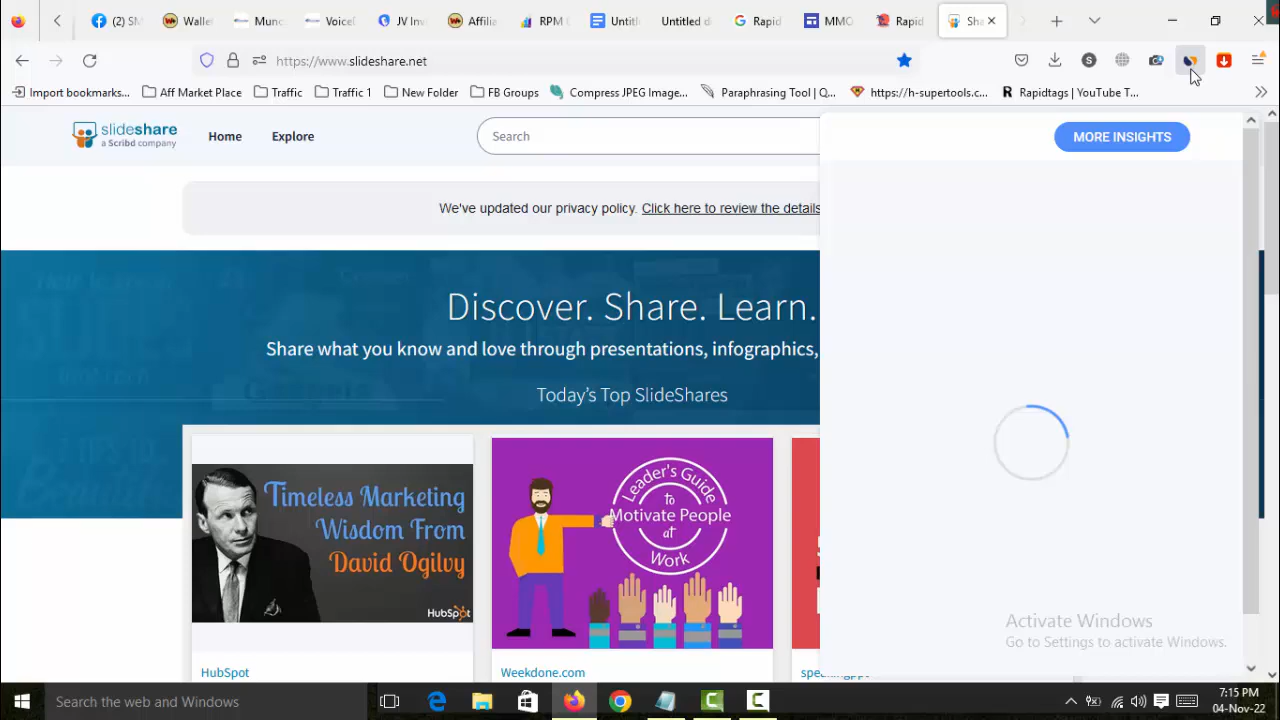 (2) SM
Wallet
Munc
Voicel
JV Inv
Affilia
RPM
Untitl
Untitled d
Rapid
MMO
Rapid
Sha
https://www.slideshare.net
Import bookmarks...
Aff Market Place
Traffic
Traffic 1
New Folder
FB Groups
Compress JPEG Image...
Paraphrasing Tool | Q...
https://h-supertools.c...
Rapidtags | YouTube T...
slideshare
a Scribd company
Home
Explore
Search
MORE INSIGHTS
We've updated our privacy policy. Click here to review the details
Discover. Share. Learn.
Share what you know and love through presentations, infographics,
Today's Top SlideShares
Timeless Marketing
Wisdom From
David Ogilvy
HubSpot
Leader's Guide
to
Motivate People
at
Work
HubSpot
Weekdone.com
Activate Windows
Go to Settings to activate Windows.
Search the web and Windows
7:15 PM
04-Nov-22